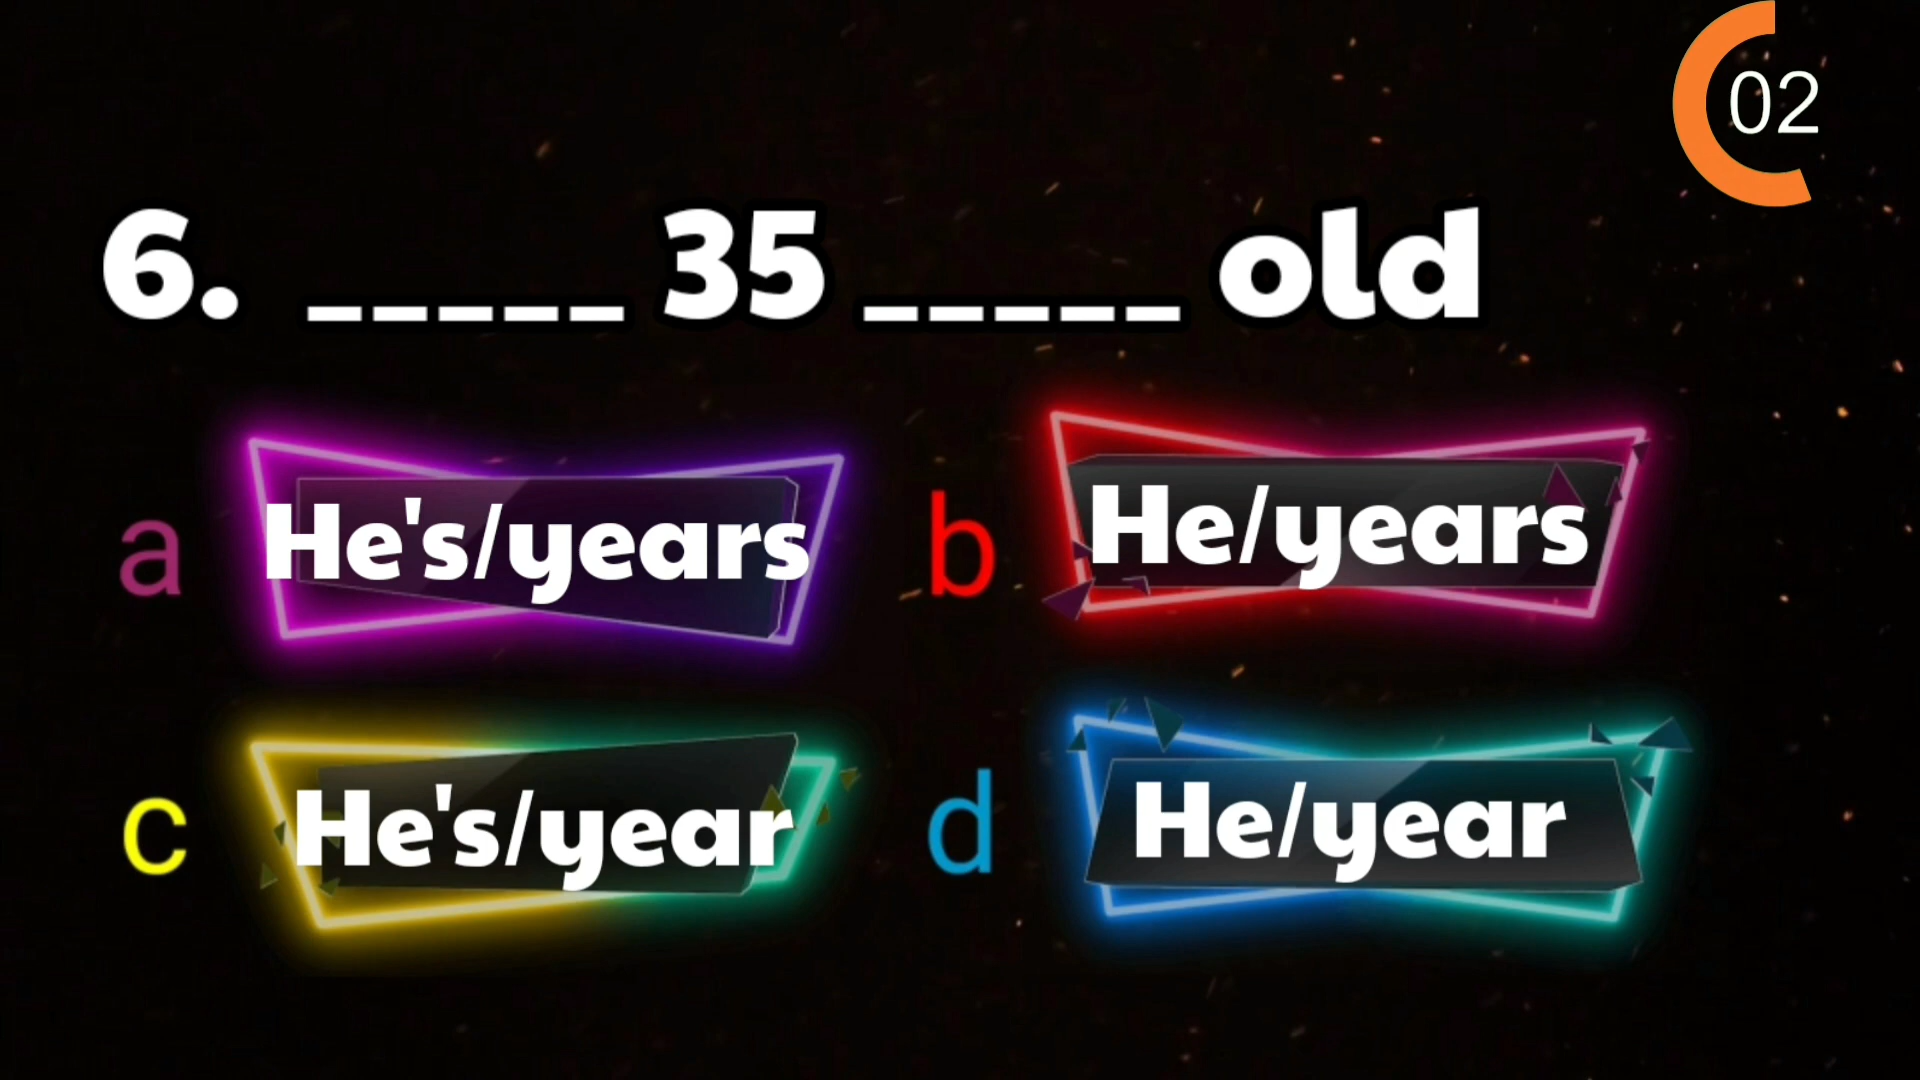 02
6. _____ 35 _____ old
a He's/years
b He/years
c He's/year
d He/year